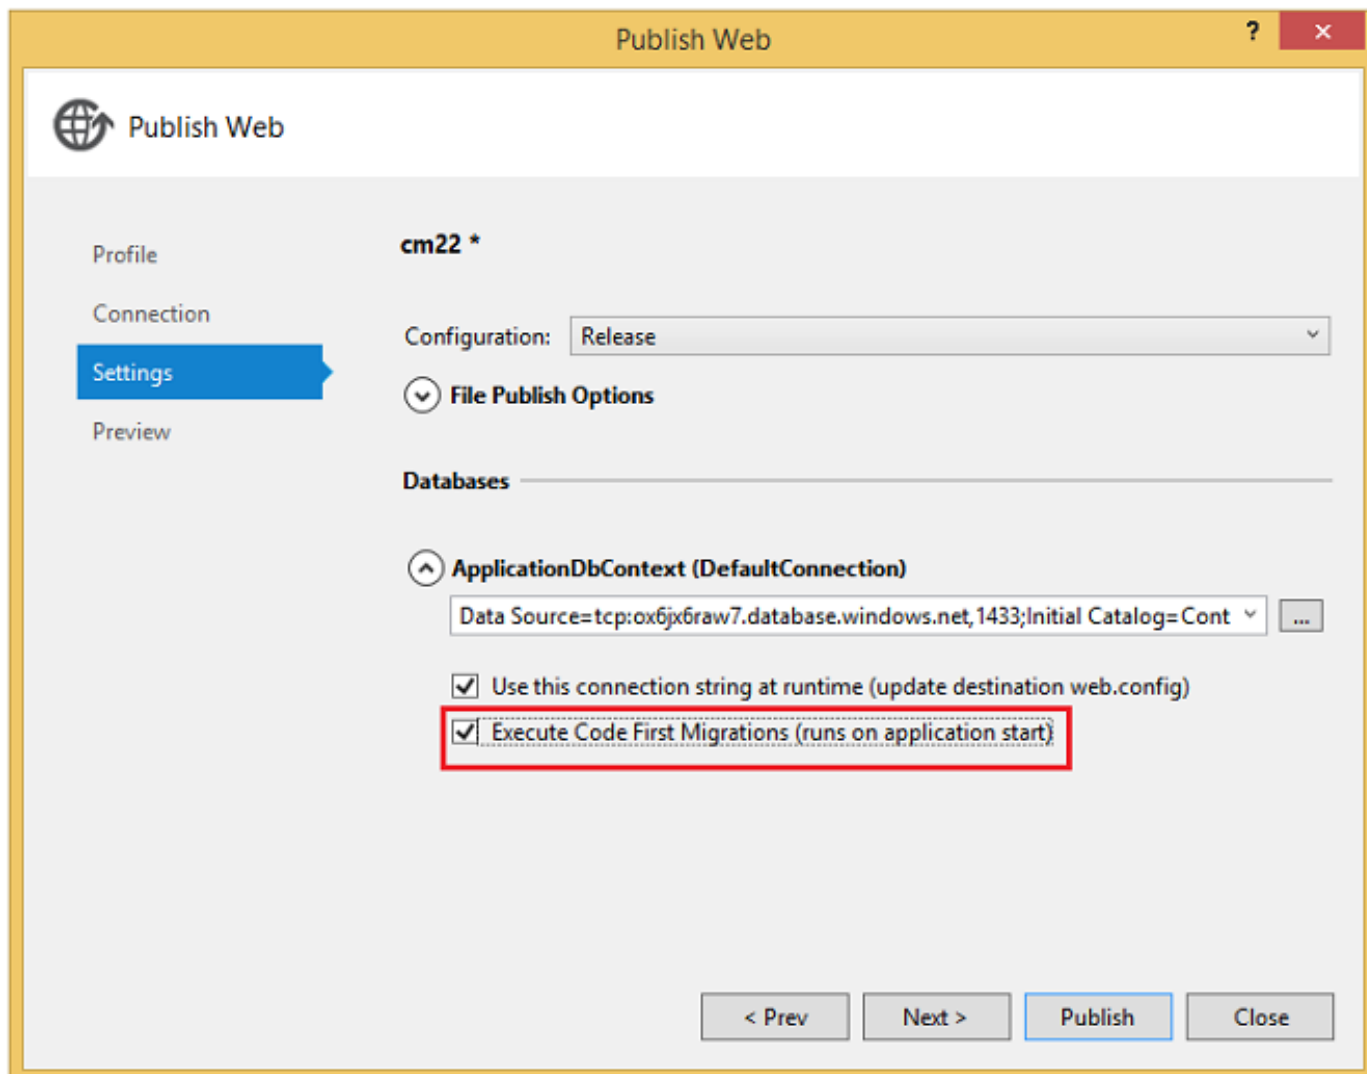 Publish Web
?
Publish Web
Profile
Connection
Settings
Preview
cm22 *
Configuration: Release
File Publish Options
Databases
ApplicationDbContext (DefaultConnection)
Data Source=tcp:ox6jx6raw7.database.windows.net,1433;Initial Catalog=Cont
...
Use this connection string at runtime (update destination web.config)
Execute Code First Migrations (runs on application start)
< Prev Next > Publish Close